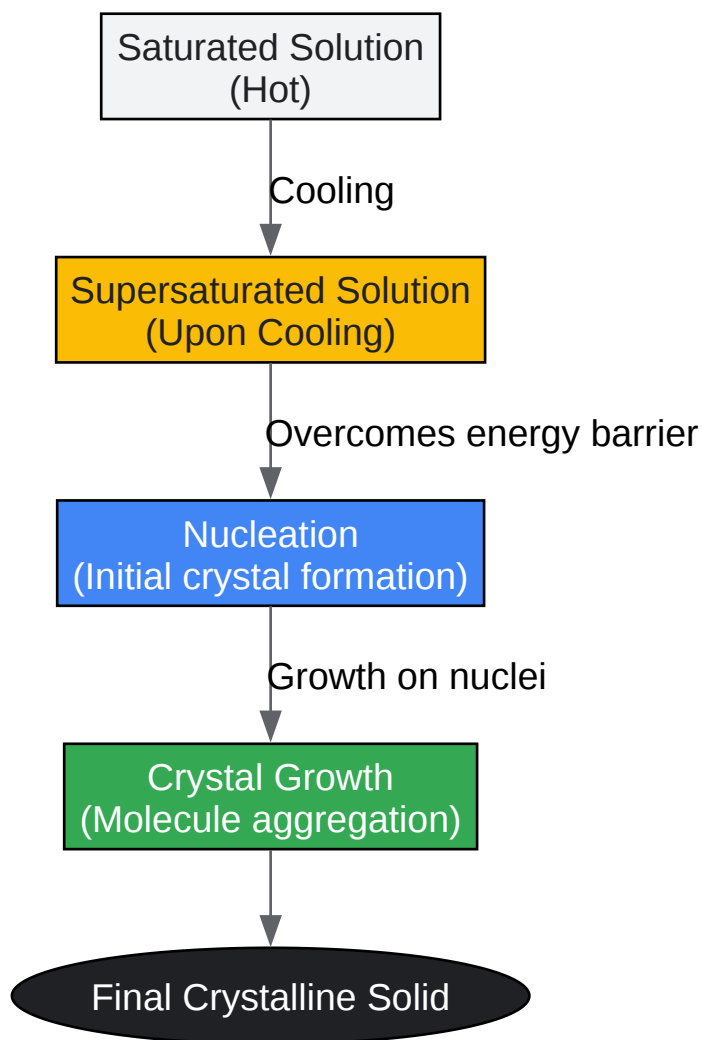 Saturated Solution
(Hot)
Cooling
Supersaturated Solution
(Upon Cooling)
Overcomes energy barrier
Nucleation
(Initial crystal formation)
Growth on nuclei
Crystal Growth
(Molecule aggregation)
Final Crystalline Solid